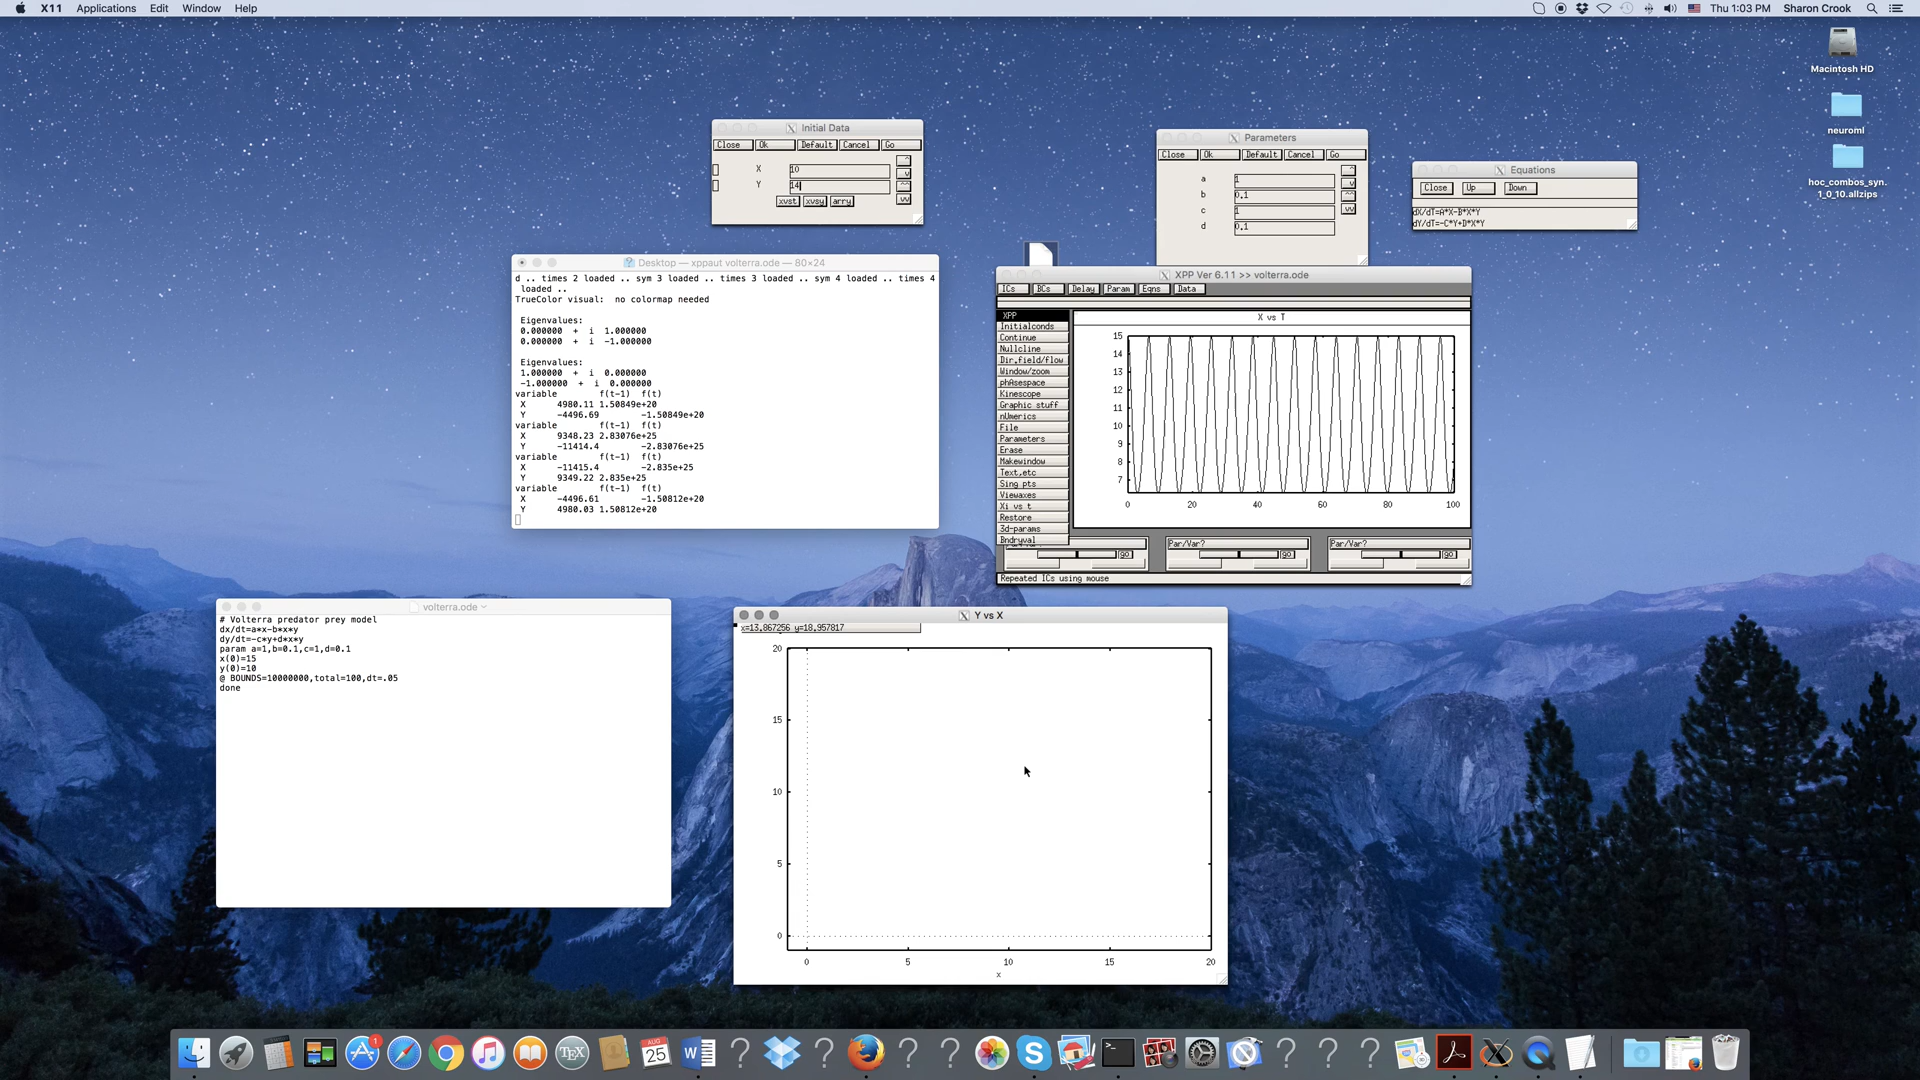 X11 Applications Edit Window Help
Thu 1:03 PM Sharon Crook
Macintosh HD
neuroml
hoc_combos_syn.
1_0_10.allzips
Initial Data
Close Ok Default Cancel Go
X 10
Y 14
xvst xvsy arry
Parameters
Close Ok Default Cancel Go
a 1
b 0.1
c 1
d 0.1
Equations
Close Up Down
dX/dT=A*X-B*X*Y
dY/dT=-C*Y+D*X*Y
Desktop — xppaut volterra.ode — 80×24
d .. times 2 loaded .. sym 3 loaded .. times 3 loaded .. sym 4 loaded .. times 4
loaded ..
TrueColor visual:  no colormap needed
Eigenvalues:
0.000000  +  i  1.000000
0.000000  +  i  -1.000000
Eigenvalues:
1.000000  +  i  0.000000
-1.000000  +  i  0.000000
variable f(t-1) f(t)
X 4980.11 1.50849e+20
Y -4496.69 -1.50849e+20
variable f(t-1) f(t)
X 9348.23 2.83076e+25
Y -11414.4 -2.83076e+25
variable f(t-1) f(t)
X -11415.4 -2.835e+25
Y 9349.22 2.835e+25
variable f(t-1) f(t)
X -4496.61 -1.50812e+20
Y 4980.03 1.50812e+20
XPP Ver 6.11 >> volterra.ode
ICs BCs Delay Param Eqns Data
XPP
Initialconds
Continue
Nullcline
Dir.field/flow
Window/zoom
phAsespace
Kinescope
Graphic stuff
nUmerics
File
Parameters
Erase
Makewindow
Text,etc
Sing pts
Viewaxes
Xi vs t
Restore
3d-params
Bndryval
X vs T
15
14
13
12
11
10
9
8
7
0 20 40 60 80 100
Par/Var? Par/Var? Par/Var?
go go go
Repeated ICs using mouse
volterra.ode
# Volterra predator prey model
dx/dt=a*x-b*x*y
dy/dt=-c*y+d*x*y
param a=1,b=0.1,c=1,d=0.1
x(0)=15
y(0)=10
@ BOUNDS=10000000,total=100,dt=.05
done
Y vs X
x=13.867256 y=18.957817
20
15
10
5
0
0 5 10 15 20
x
1
AUG
25
TEX